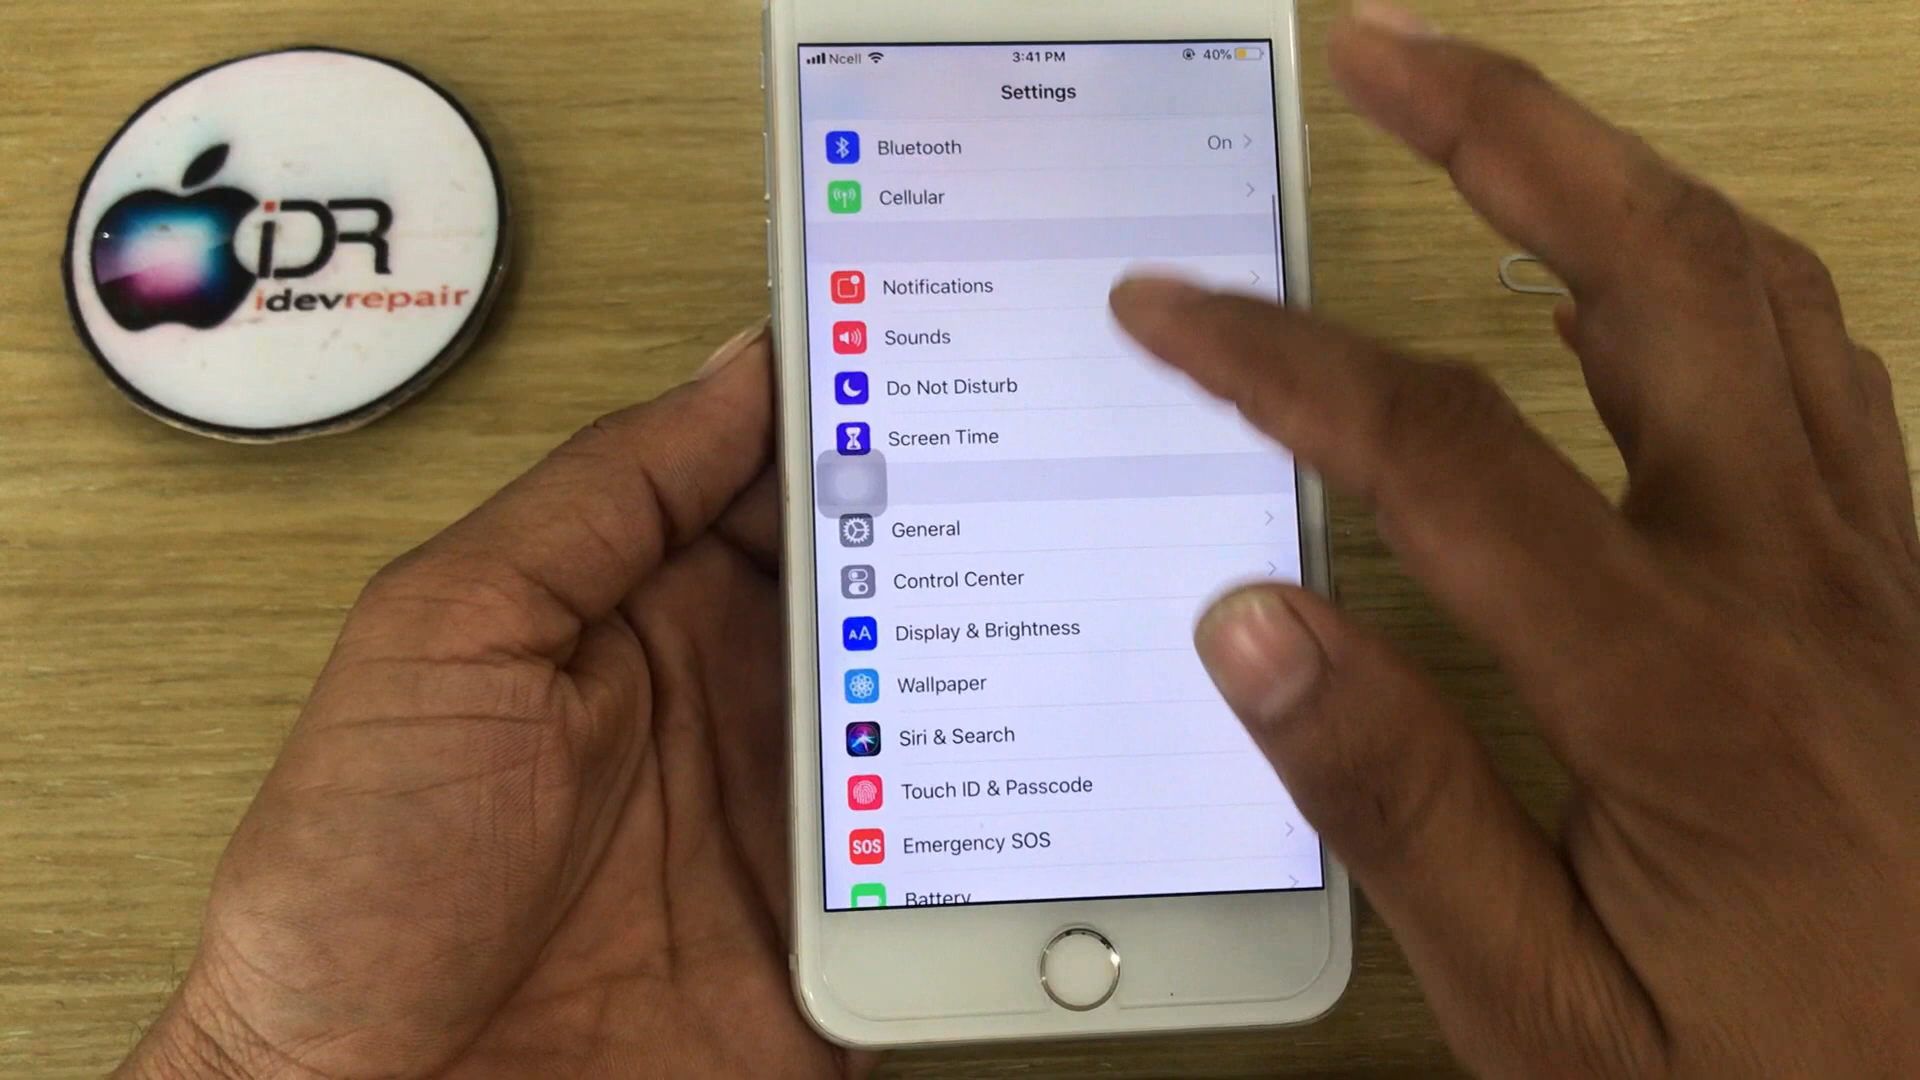 iDR
idevrepair
Ncell 3:41 PM 40%
Settings
Bluetooth On
Cellular
Notifications
Sounds
Do Not Disturb
Screen Time
General
Control Center
AA Display & Brightness
Wallpaper
Siri & Search
Touch ID & Passcode
SOS Emergency SOS
Battery